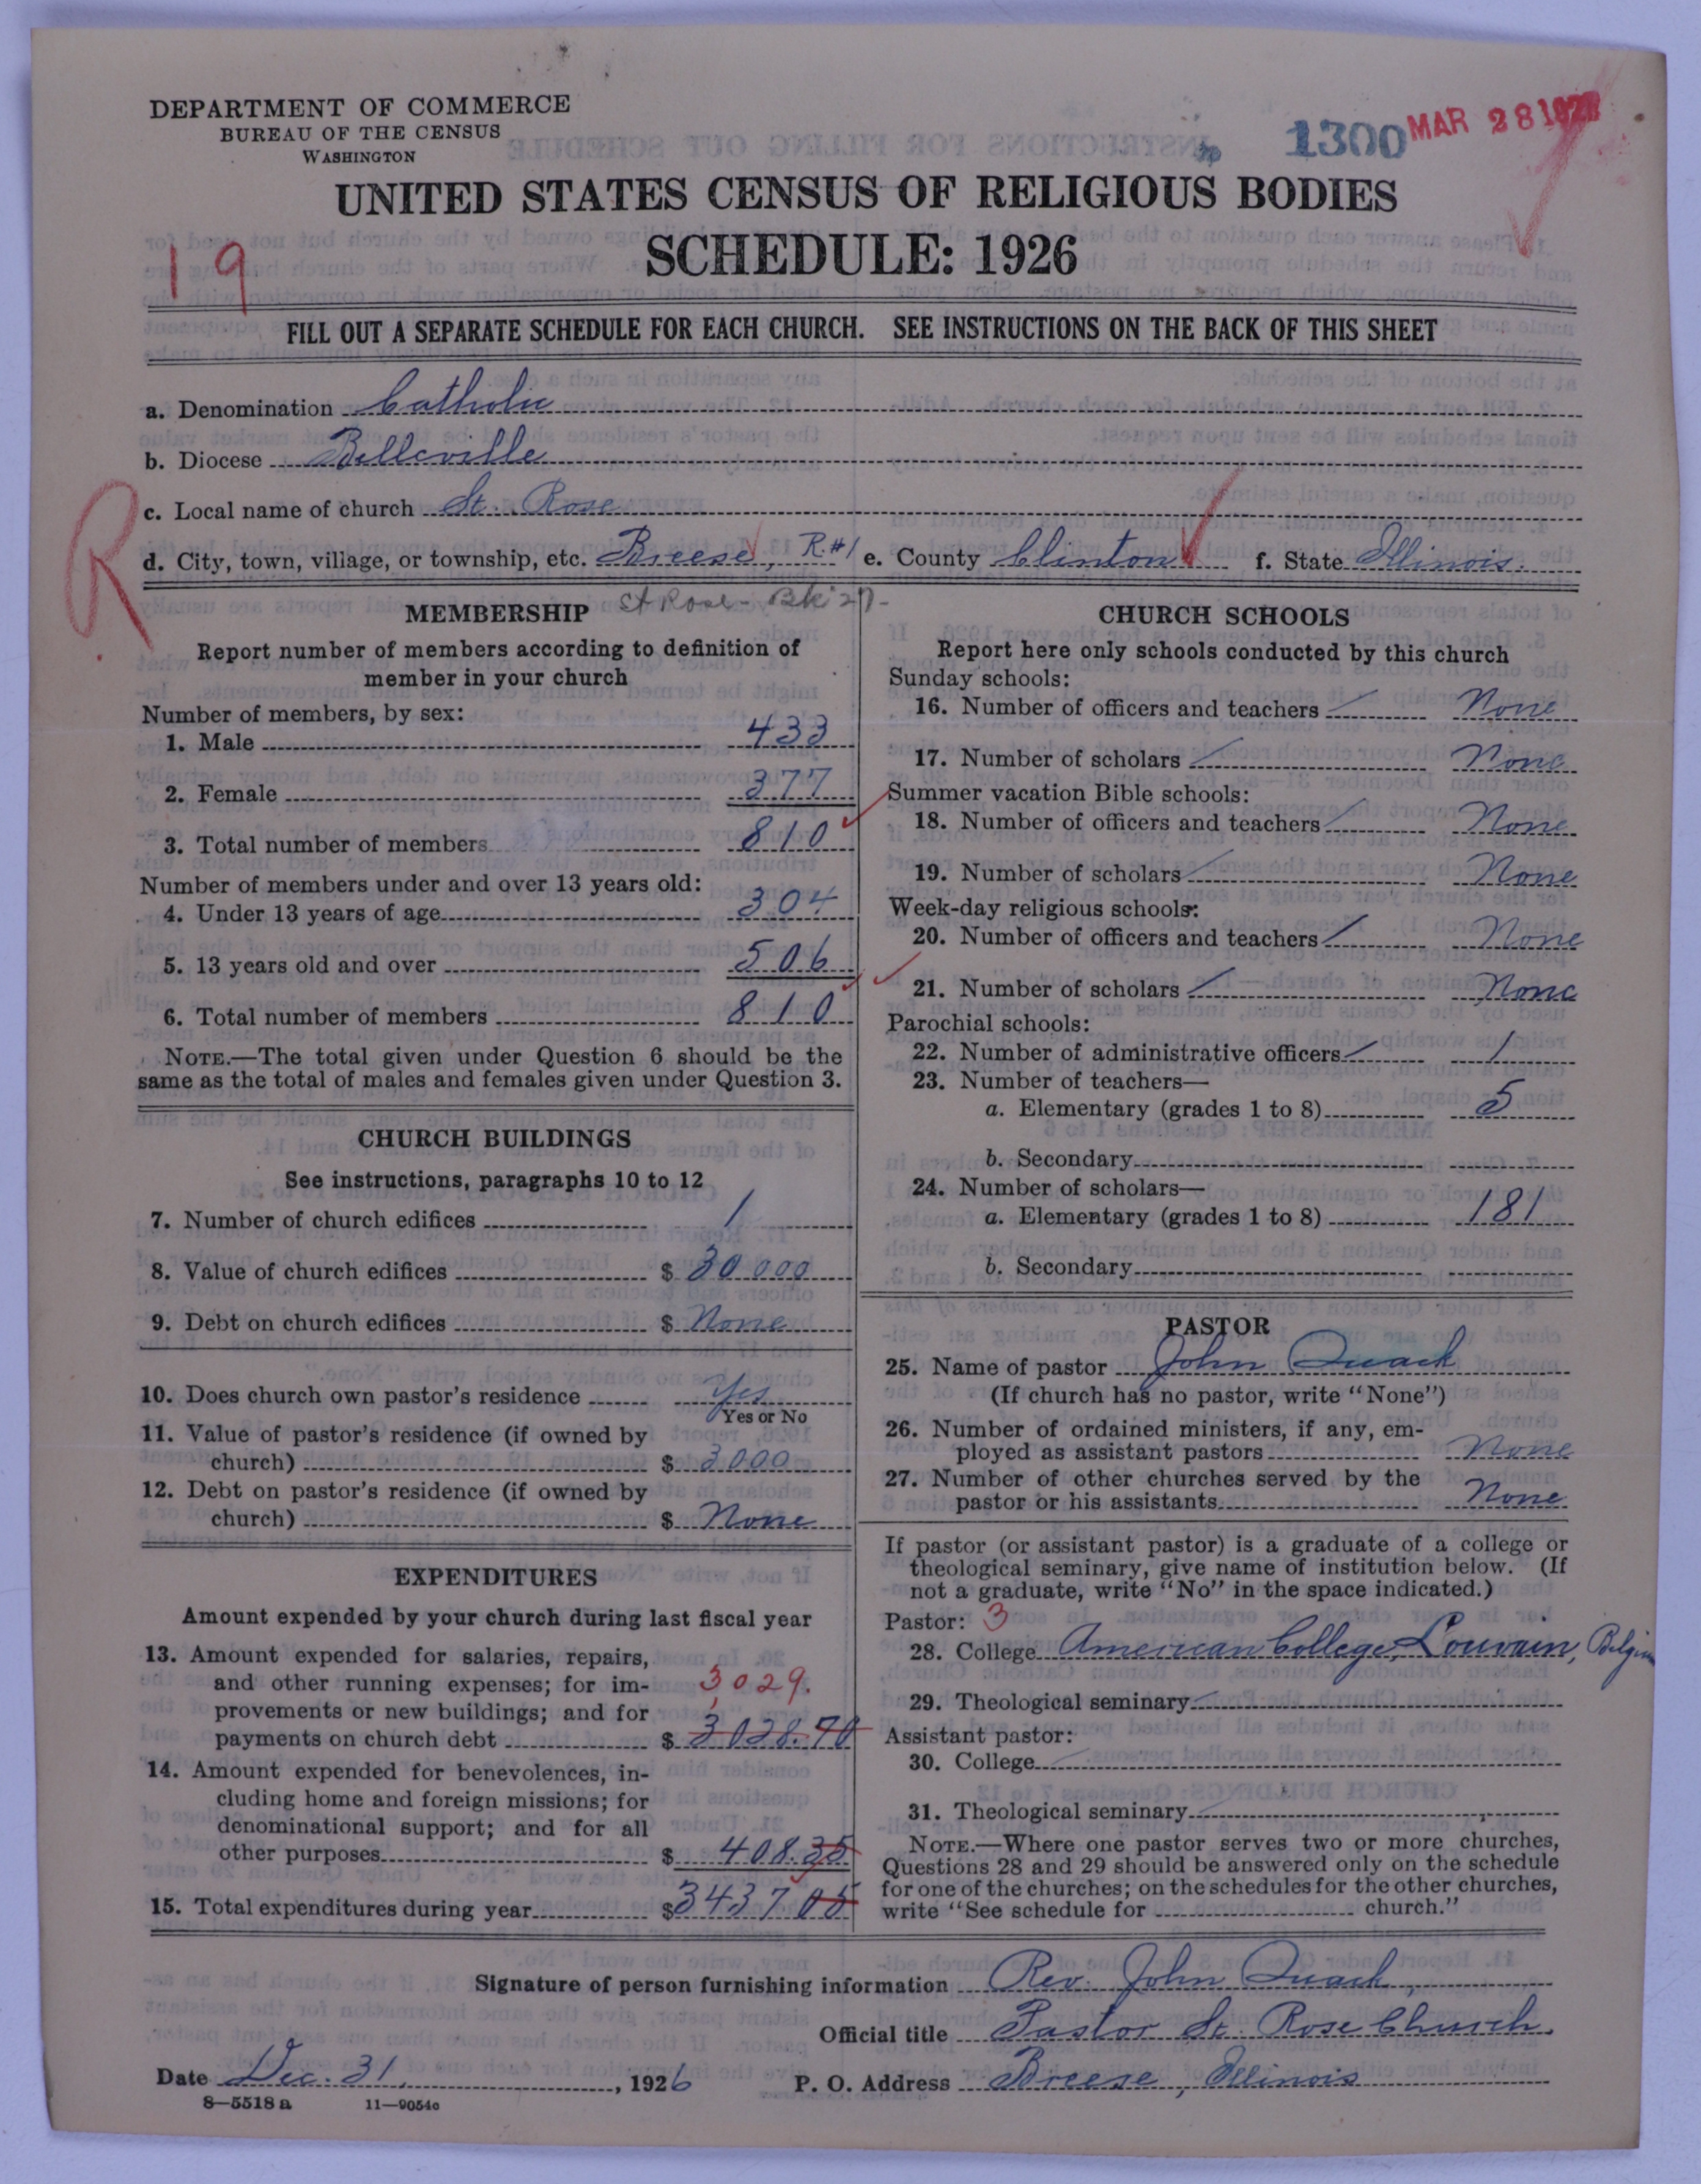 DEPARTMENT OF COMMERCE
BUREAU OF THE CENSUS
WASHINGTON
1300
MAR 28 1927
UNITED STATES CENSUS OF RELIGIOUS BODIES
SCHEDULE: 1926
19
FILL OUT A SEPARATE SCHEDULE FOR EACH CHURCH. SEE INSTRUCTIONS ON THE BACK OF THIS SHEET
a. Denomination Catholic
b. Diocese Belleville
R
c. Local name of church St. Rose
d. City, town, village, or township, etc. Breese, R.#1 e. County Clinton f. State Illinois.
MEMBERSHIP St Rose - Bk 27 -
Report number of members according to definition of
member in your church
Number of members, by sex:
1. Male 433
2. Female 377
3. Total number of members 810
Number of members under and over 13 years old:
4. Under 13 years of age 304
5. 13 years old and over 506
6. Total number of members 810
NOTE.—The total given under Question 6 should be the
same as the total of males and females given under Question 3.
CHURCH BUILDINGS
See instructions, paragraphs 10 to 12
7. Number of church edifices 1
8. Value of church edifices $ 30 000
9. Debt on church edifices $ None
10. Does church own pastor's residence Yes
Yes or No
11. Value of pastor's residence (if owned by
church) $ 3000
12. Debt on pastor's residence (if owned by
church) $ None
EXPENDITURES
Amount expended by your church during last fiscal year
13. Amount expended for salaries, repairs,
and other running expenses; for im- 3029.
provements or new buildings; and for
payments on church debt $ 3028.70
14. Amount expended for benevolences, in-
cluding home and foreign missions; for
denominational support; and for all
other purposes $ 408.35
15. Total expenditures during year $ 3437 05
CHURCH SCHOOLS
Report here only schools conducted by this church
Sunday schools:
16. Number of officers and teachers None
17. Number of scholars None
Summer vacation Bible schools:
18. Number of officers and teachers None
19. Number of scholars None
Week-day religious schools:
20. Number of officers and teachers None
21. Number of scholars None
Parochial schools:
22. Number of administrative officers 1
23. Number of teachers—
a. Elementary (grades 1 to 8) 5
b. Secondary
24. Number of scholars—
a. Elementary (grades 1 to 8) 181
b. Secondary
PASTOR
25. Name of pastor John Quack
(If church has no pastor, write "None")
26. Number of ordained ministers, if any, em-
ployed as assistant pastors None
27. Number of other churches served by the
pastor or his assistants None
If pastor (or assistant pastor) is a graduate of a college or
theological seminary, give name of institution below. (If
not a graduate, write "No" in the space indicated.)
Pastor: 3
28. College American College, Louvain, Belgium
29. Theological seminary
Assistant pastor:
30. College
31. Theological seminary
NOTE.—Where one pastor serves two or more churches,
Questions 28 and 29 should be answered only on the schedule
for one of the churches; on the schedules for the other churches,
write "See schedule for church."
Signature of person furnishing information Rev. John Quack,
Official title Pastor St. Rose Church.
Date Dec. 31, 1926 P. O. Address Breese, Illinois
8—5518 a 11—9054c